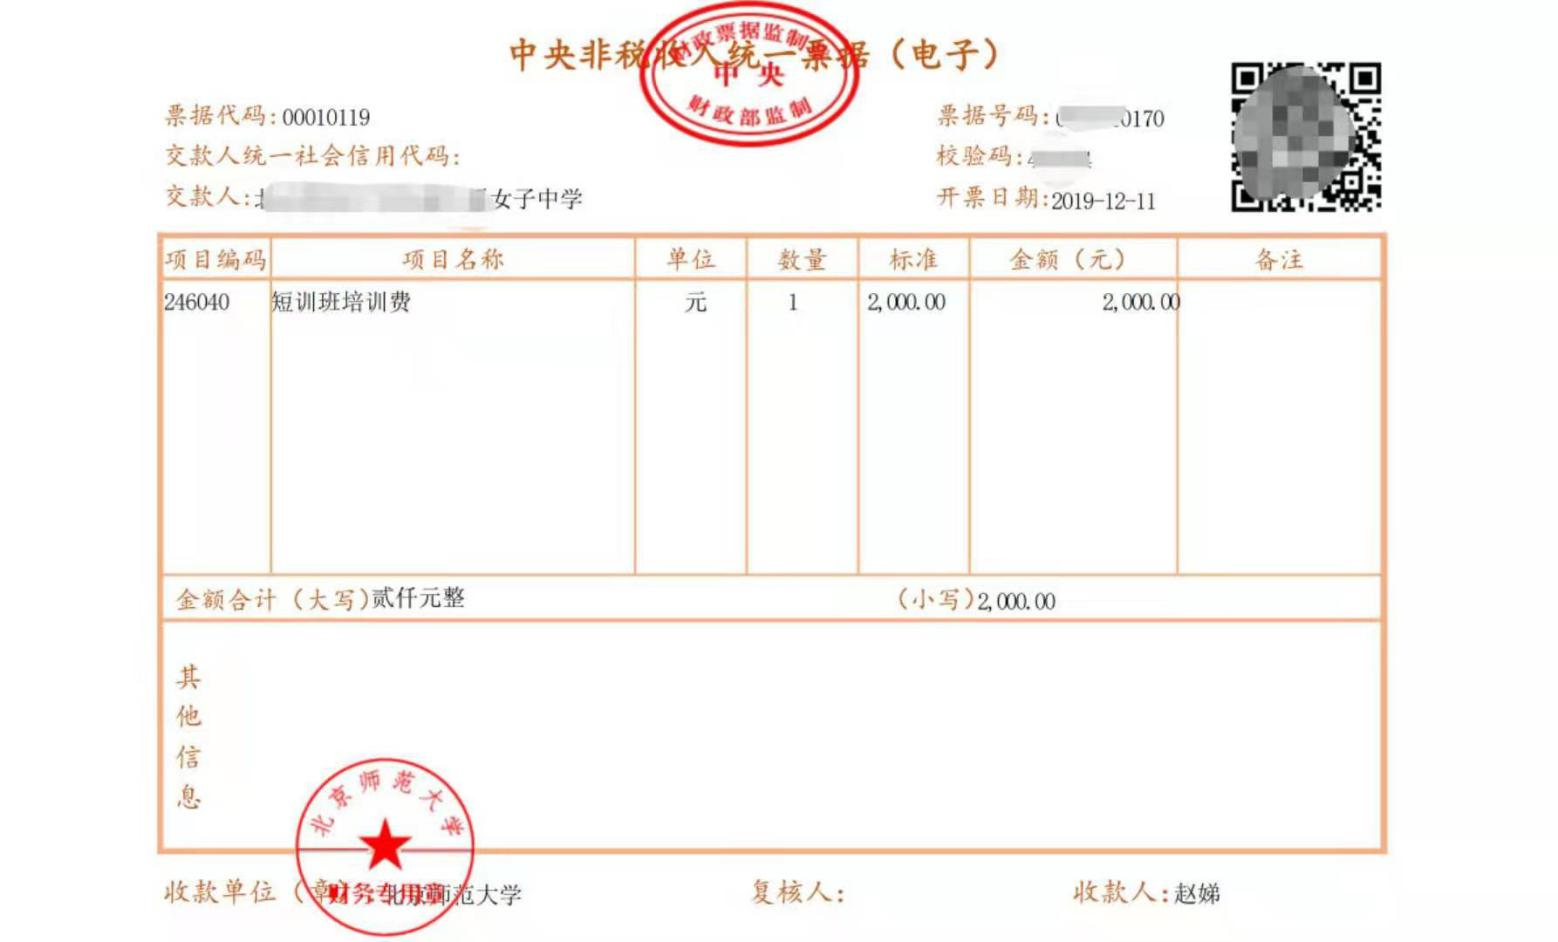 中央非税收入统一票据（电子）
财政票据监制章
中央
财政部监制
票据代码:00010119
票据号码:0170
交款人统一社会信用代码:
校验码:
交款人:女子中学
开票日期:2019-12-11
项目编码 项目名称 单位 数量 标准 金额（元） 备注
246040 短训班培训费 元 1 2,000.00 2,000.00
金额合计（大写)贰仟元整 （小写)2,000.00
其
他
信
息
北京师范大学
财务专用章
收款单位（章）:北京师范大学 复核人: 收款人:赵娣